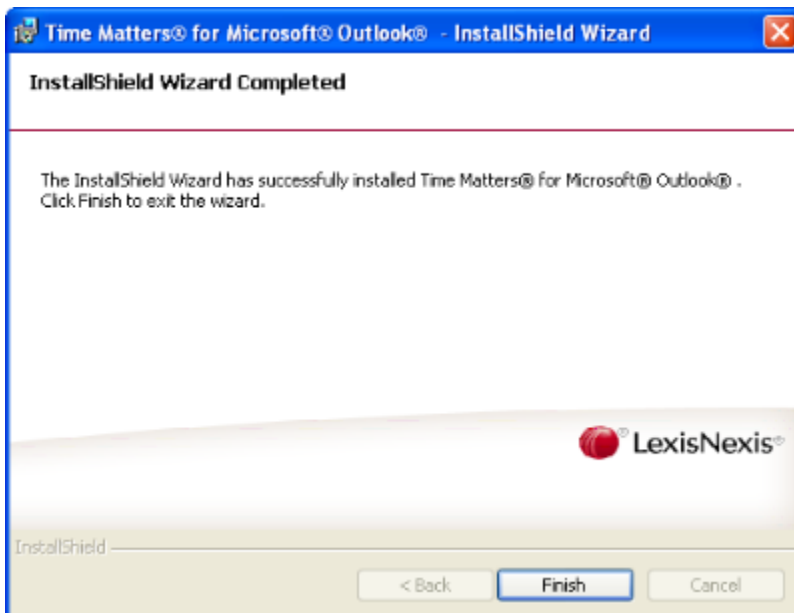 Time Matters® for Microsoft® Outlook® - InstallShield Wizard
InstallShield Wizard Completed
The InstallShield Wizard has successfully installed Time Matters® for Microsoft® Outlook® .
Click Finish to exit the wizard.
LexisNexis®
InstallShield
< Back Finish Cancel